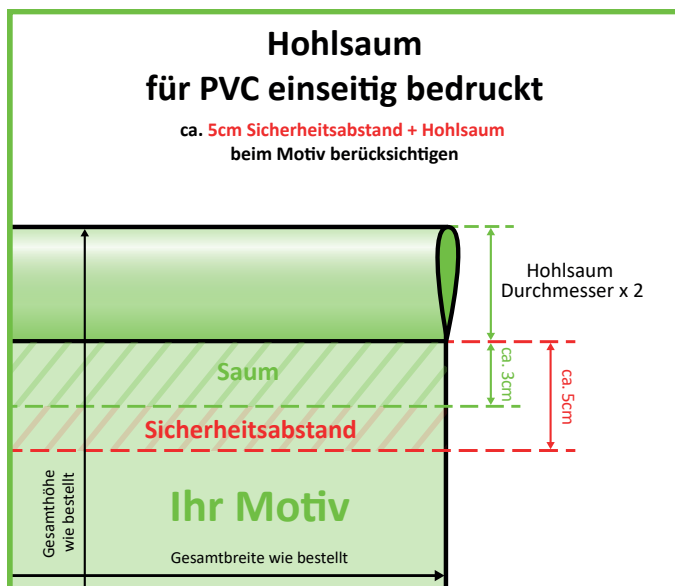 Hohlsaum
für PVC einseitig bedruckt
ca. 5cm Sicherheitsabstand + Hohlsaum
beim Motiv berücksichtigen
Hohlsaum
Durchmesser x 2
Saum
ca. 3cm
ca. 5cm
Sicherheitsabstand
Ihr Motiv
Gesamthöhe
wie bestellt
Gesamtbreite wie bestellt